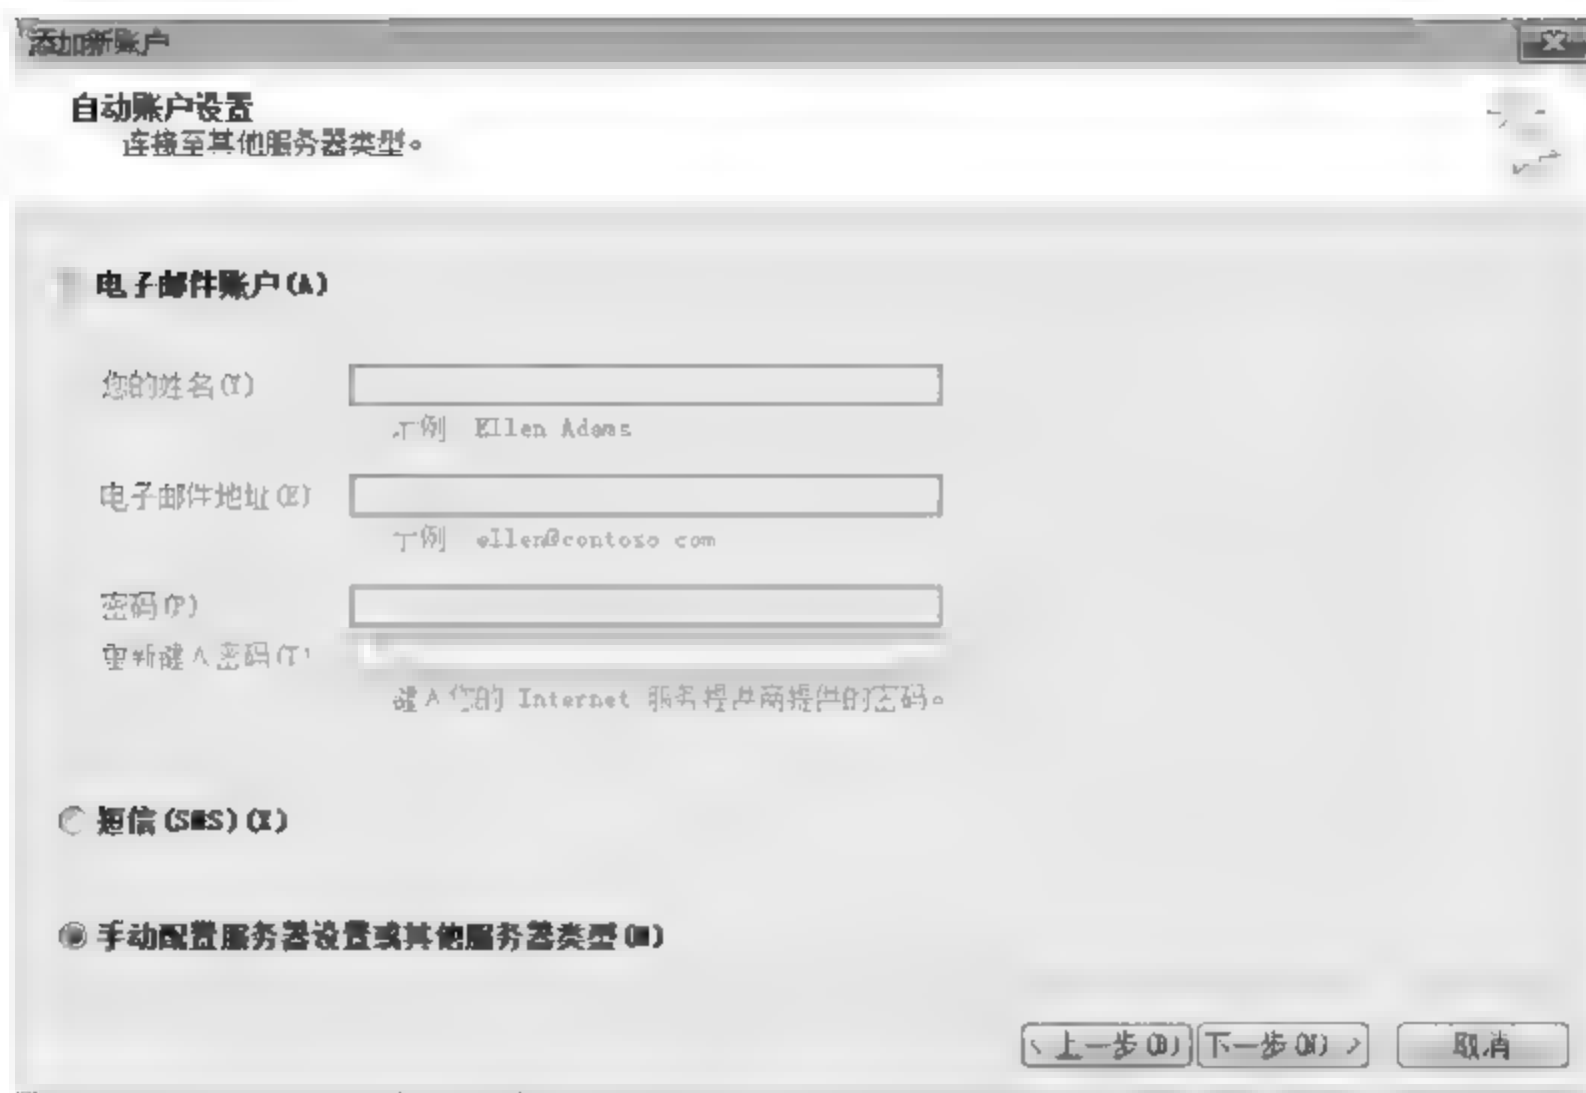 添加新账户
自动账户设置
连接至其他服务器类型。
电子邮件账户(A)
您的姓名(Y)
示例 Ellen Adams
电子邮件地址(E)
示例 ellen@contoso com
密码(P)
重新键入密码(T)
键入您的 Internet 服务提供商提供的密码。
短信(SMS)(X)
手动配置服务器设置或其他服务器类型(M)
< 上一步(B)
下一步(N) >
取消